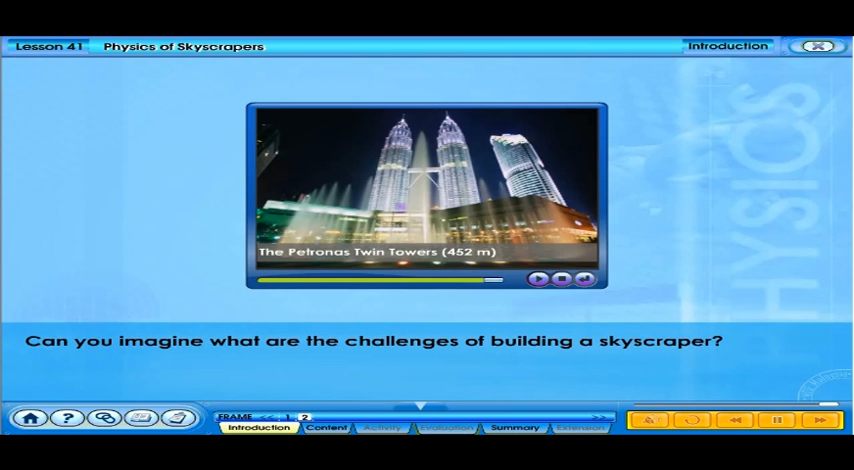 Lesson 41 Physics of Skyscrapers Introduction
PHYSICS
The Petronas Twin Towers (452 m)
Can you imagine what are the challenges of building a skyscraper?
FRAME << 1 2 >>
Introduction Content Activity Evaluation Summary Extension